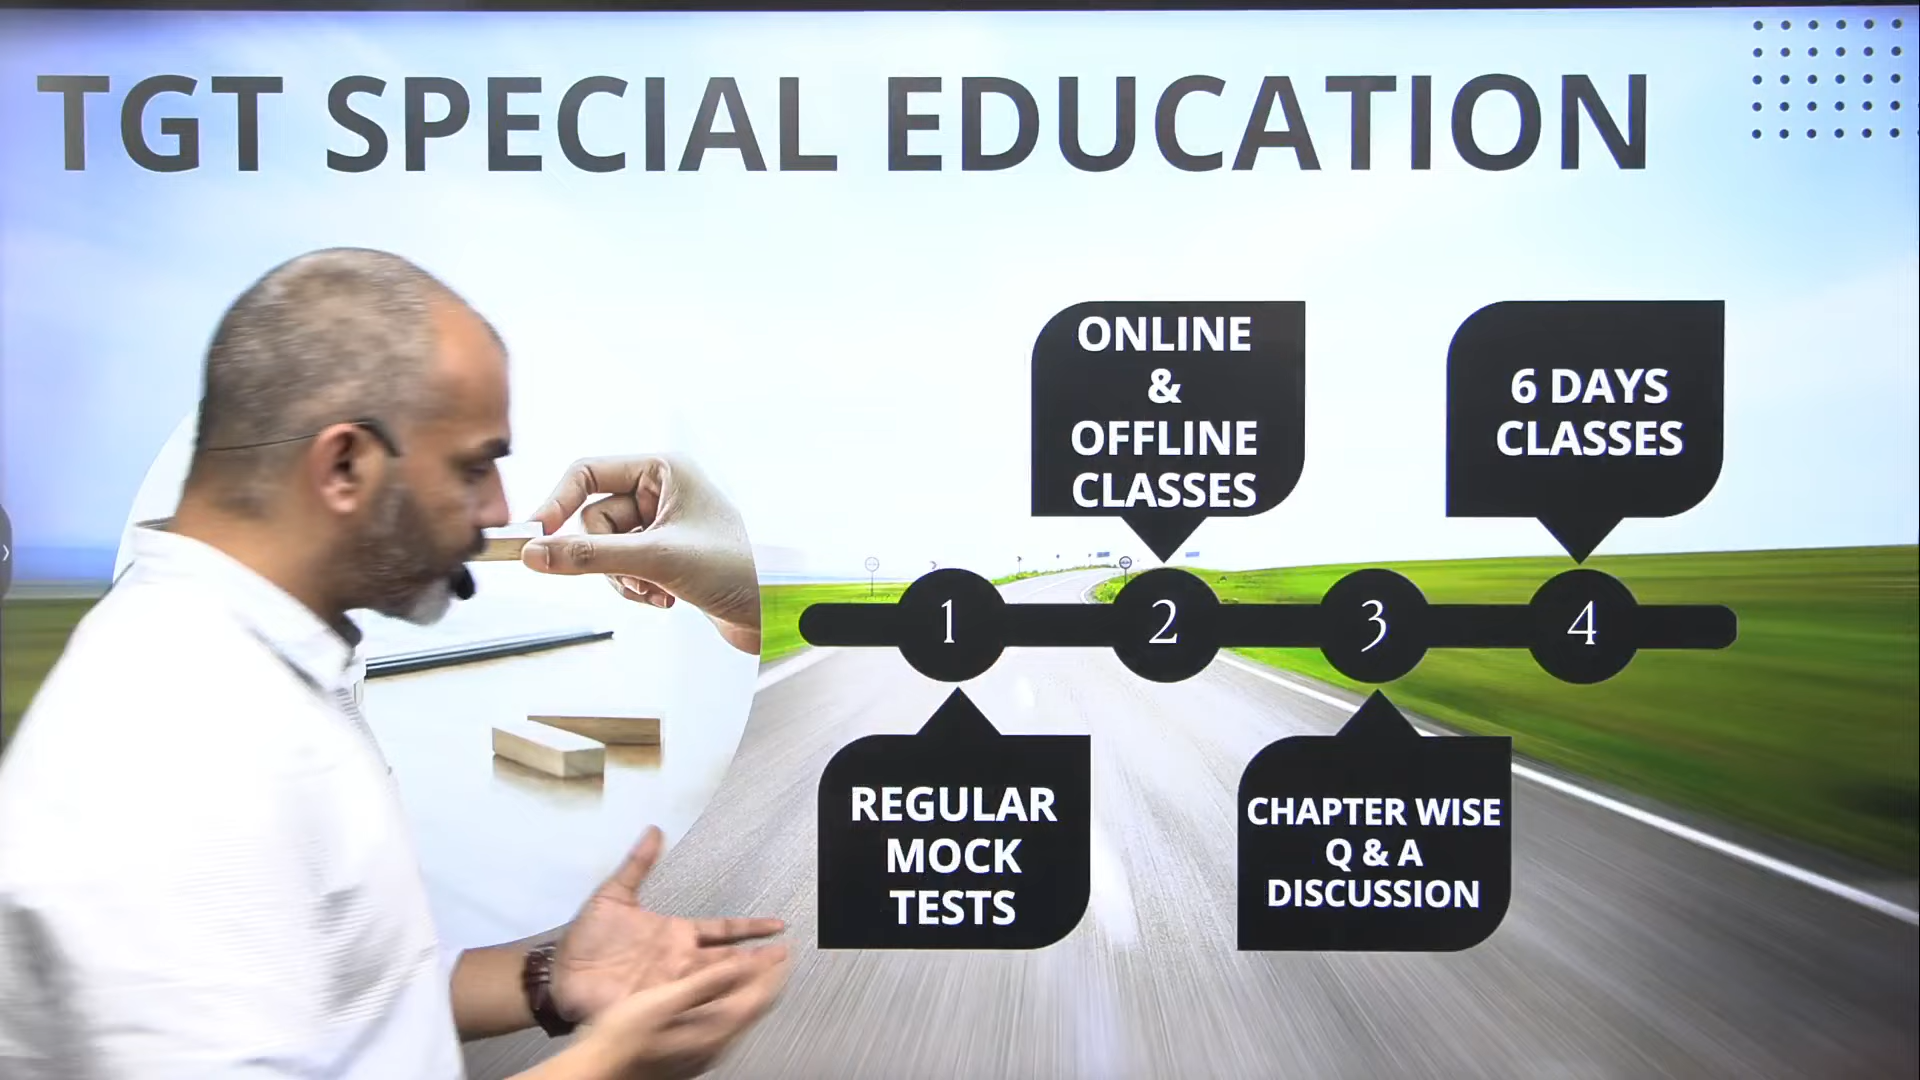 TGT SPECIAL EDUCATION
ONLINE
&
OFFLINE
CLASSES
6 DAYS
CLASSES
1
2
3
4
REGULAR
MOCK
TESTS
CHAPTER WISE
Q & A
DISCUSSION